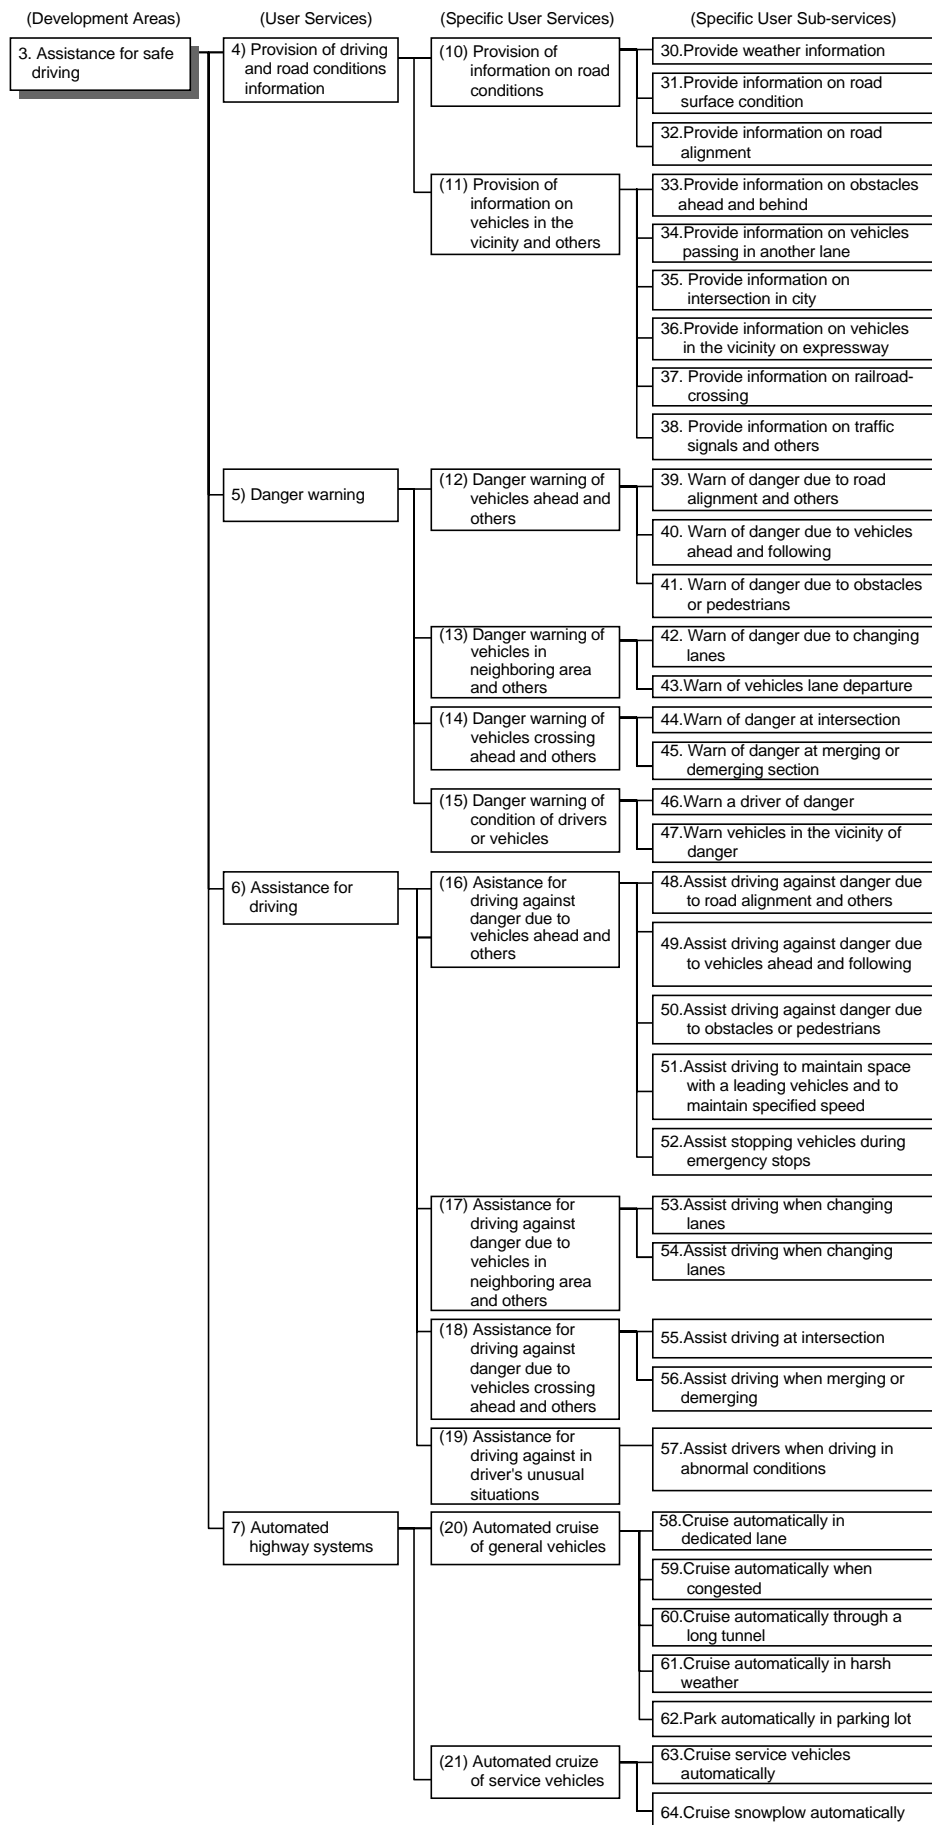 (Development Areas)
(User Services)
(Specific User Services)
(Specific User Sub-services)
3. Assistance for safe
driving
4) Provision of driving
and road conditions
information
(10) Provision of
information on road
conditions
30.Provide weather information
31.Provide information on road
surface condition
32.Provide information on road
alignment
(11) Provision of
information on
vehicles in the
vicinity and others
33.Provide information on obstacles
ahead and behind
34.Provide information on vehicles
passing in another lane
35. Provide information on
intersection in city
36.Provide information on vehicles
in the vicinity on expressway
37. Provide information on railroad-
crossing
38. Provide information on traffic
signals and others
5) Danger warning
(12) Danger warning of
vehicles ahead and
others
39. Warn of danger due to road
alignment and others
40. Warn of danger due to vehicles
ahead and following
41. Warn of danger due to obstacles
or pedestrians
(13) Danger warning of
vehicles in
neighboring area
and others
42. Warn of danger due to changing
lanes
43.Warn of vehicles lane departure
(14) Danger warning of
vehicles crossing
ahead and others
44.Warn of danger at intersection
45. Warn of danger at merging or
demerging section
(15) Danger warning of
condition of drivers
or vehicles
46.Warn a driver of danger
47.Warn vehicles in the vicinity of
danger
6) Assistance for
driving
(16) Asistance for
driving against
danger due to
vehicles ahead and
others
48.Assist driving against danger due
to road alignment and others
49.Assist driving against danger due
to vehicles ahead and following
50.Assist driving against danger due
to obstacles or pedestrians
51.Assist driving to maintain space
with a leading vehicles and to
maintain specified speed
52.Assist stopping vehicles during
emergency stops
(17) Assistance for
driving against
danger due to
vehicles in
neighboring area
and others
53.Assist driving when changing
lanes
54.Assist driving when changing
lanes
(18) Assistance for
driving against
danger due to
vehicles crossing
ahead and others
55.Assist driving at intersection
56.Assist driving when merging or
demerging
(19) Assistance for
driving against in
driver's unusual
situations
57.Assist drivers when driving in
abnormal conditions
7) Automated
highway systems
(20) Automated cruise
of general vehicles
58.Cruise automatically in
dedicated lane
59.Cruise automatically when
congested
60.Cruise automatically through a
long tunnel
61.Cruise automatically in harsh
weather
62.Park automatically in parking lot
(21) Automated cruize
of service vehicles
63.Cruise service vehicles
automatically
64.Cruise snowplow automatically